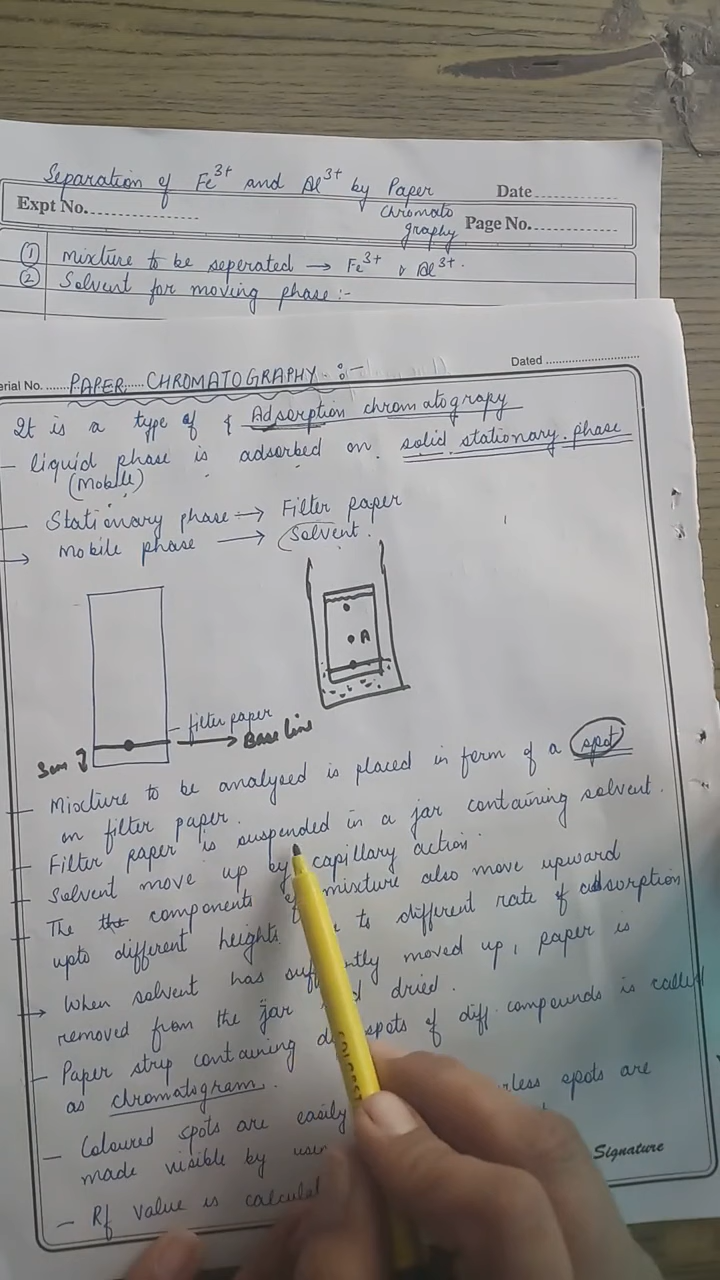 Separation of Fe3+ and Al3+ by Paper
Chromato
graphy
Date
Expt No.
Page No.
① mixture to be seperated → Fe3+ & Al3+.
② Solvent for moving phase :-
erial No. PAPER CHROMATOGRAPHY :-
Dated
It is a type of Adsorption chromatograpy
- liquid phase is adsorbed on solid stationary phase
(Mobile)
- Stationary phase → Filter paper
→ Mobile phase → Solvent.
A
- filter paper
→ Base line
- Mixture to be analysed is placed in form of a spot
on filter paper.
- Filter paper is suspended in a jar containing solvent.
- Solvent move up by capillary action.
- The components mixture also move upward
upto different heights to different rate of adsorption
→ When solvent has moved up, paper is
removed from the jar dried.
- Paper strip containing spots of diff. compounds is called
as chromatogram.
- Coloured spots are easily spots are
made visible by
- Rf value is
Signature